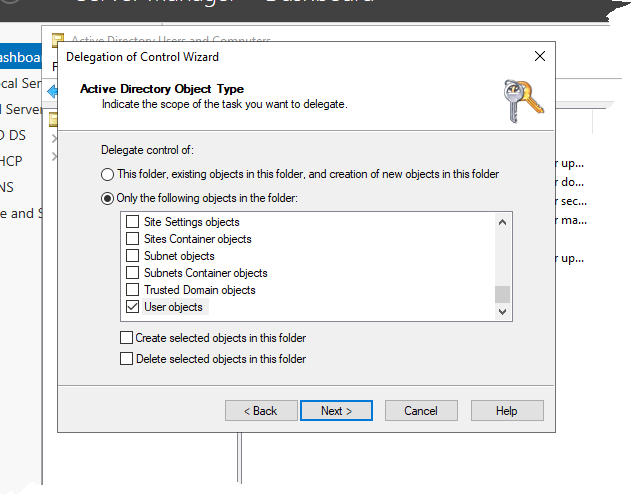 Server Manager Dashboard
Active Directory Users and Computers
Delegation of Control Wizard
Active Directory Object Type
Indicate the scope of the task you want to delegate.
Delegate control of:
This folder, existing objects in this folder, and creation of new objects in this folder
Only the following objects in the folder:
Site Settings objects
Sites Container objects
Subnet objects
Subnets Container objects
Trusted Domain objects
User objects
Create selected objects in this folder
Delete selected objects in this folder
< Back
Next >
Cancel
Help
ashboa
cal Ser
Server
DS
HCP
NS
e and S
r up...
r do...
r sec...
r ma...
r up...